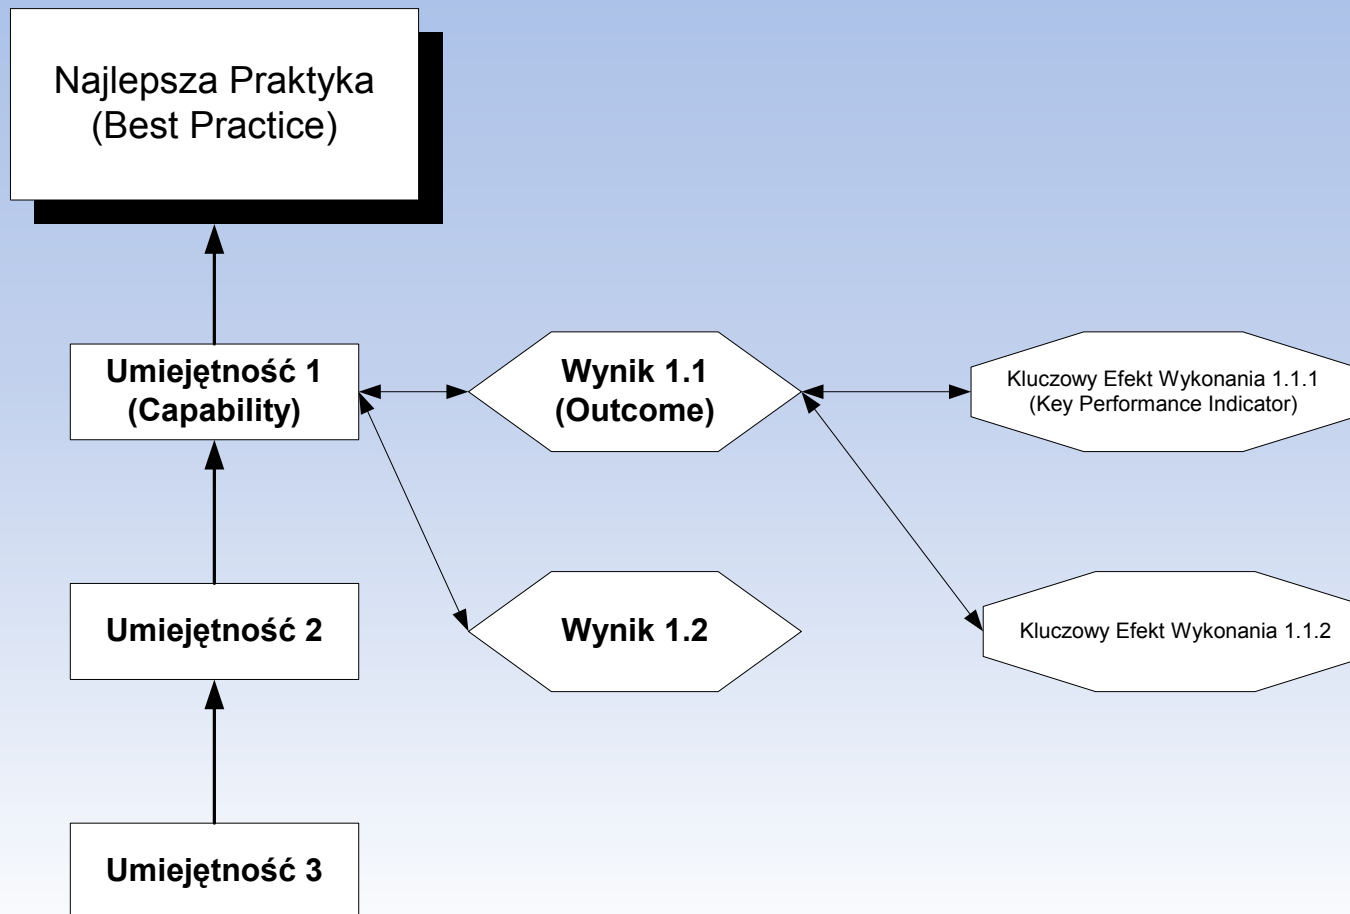 Najlepsza Praktyka
(Best Practice)
Umiejętność 1
(Capability)
Wynik 1.1
(Outcome)
Kluczowy Efekt Wykonania 1.1.1
(Key Performance Indicator)
Umiejętność 2
Wynik 1.2
Kluczowy Efekt Wykonania 1.1.2
Umiejętność 3